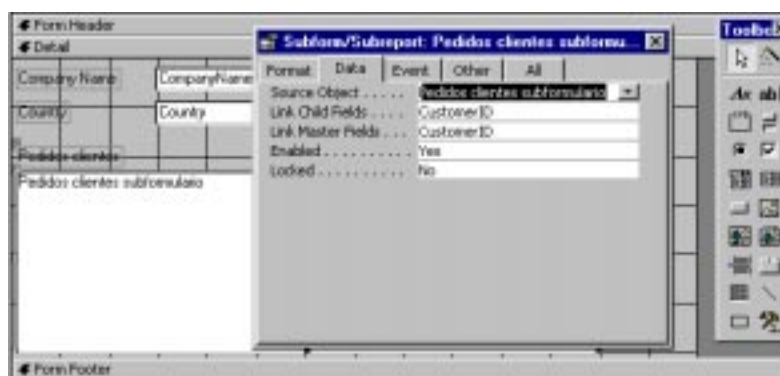 Form Header
Detail
Company Name
CompanyName
Country
Country
Pedidos clientes
Pedidos clientes subformulario
Form Footer
Subform/Subreport: Pedidos clientes subformu...
Format Data Event Other All
Source Object . . . . . Pedidos clientes subformulario
Link Child Fields . . . . CustomerID
Link Master Fields . . . CustomerID
Enabled . . . . . . . . . Yes
Locked . . . . . . . . . . No
Toolbo
Aa ab